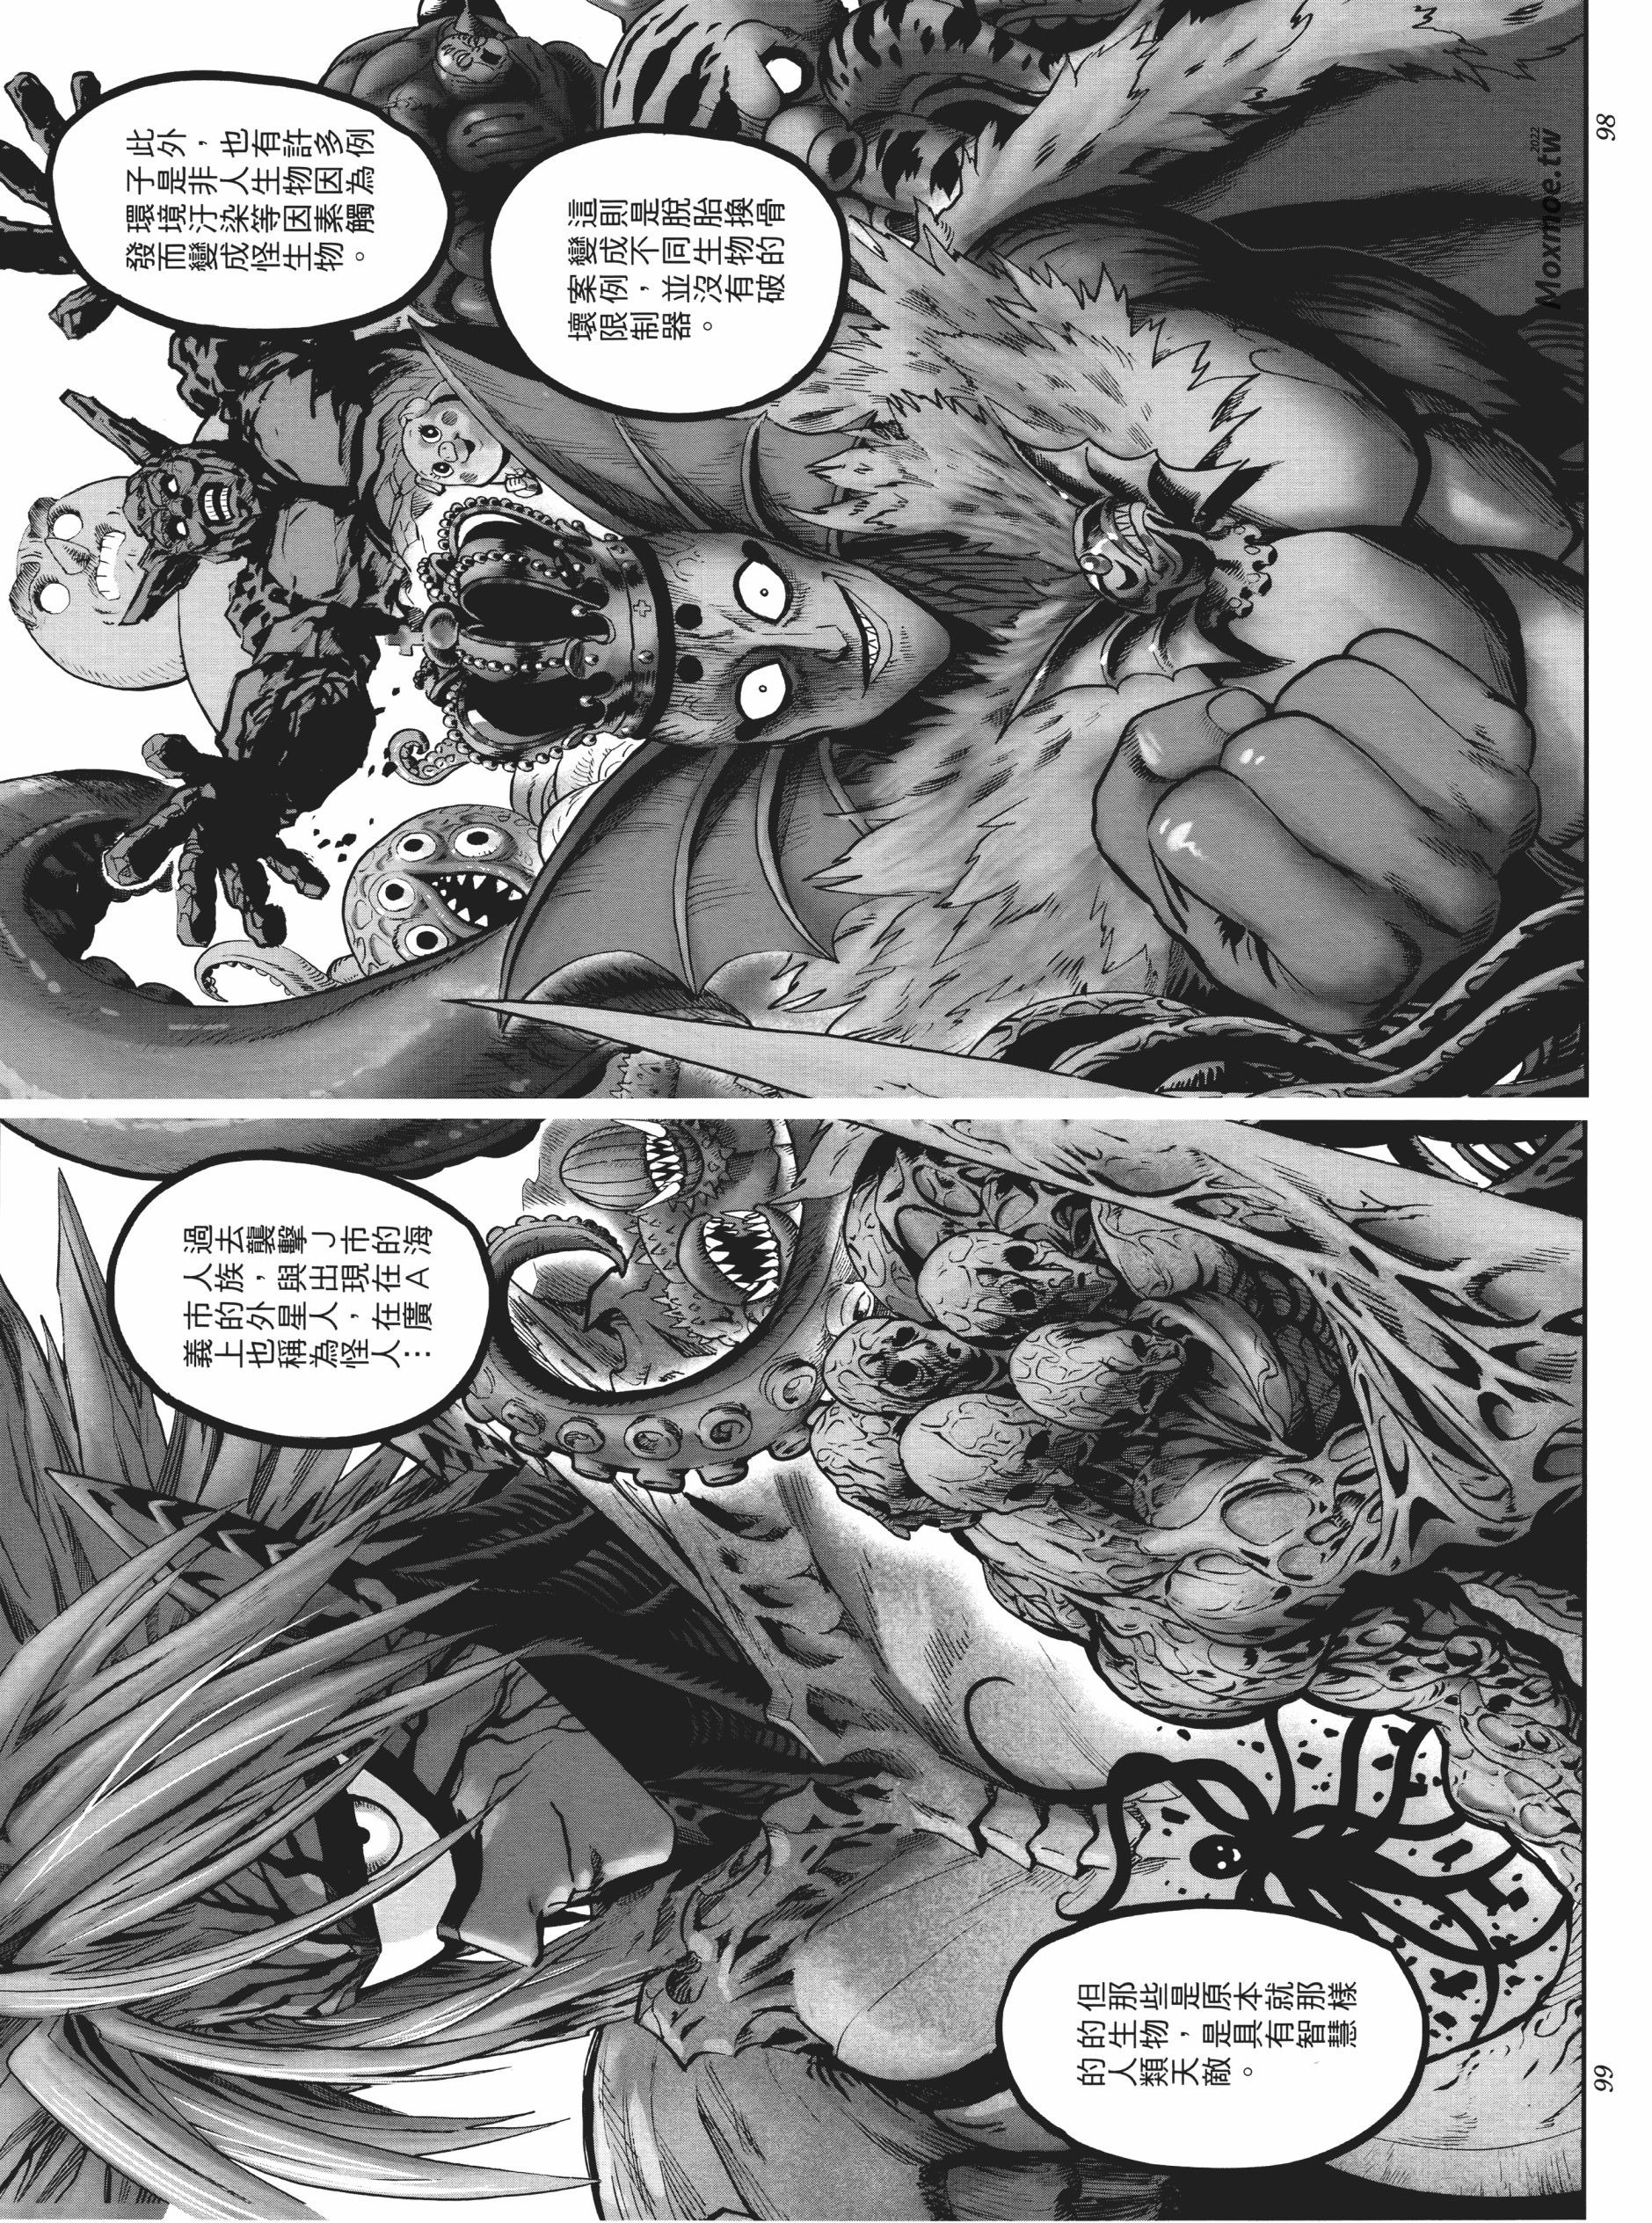 此外，也有許多例
子是非人生物因為
環境汙染等因素觸
發而變成怪生物。
這則是脫胎換骨
變成不同生物的
案例，並沒有破
壞限制器。
98
2022
Moxmoe.tw
過去襲擊J市的海
人族，與出現在A
市的外星人，在廣
義上也稱為怪人…
但那些是原本就那樣
的生物，是具有智慧
的人類天敵。
99